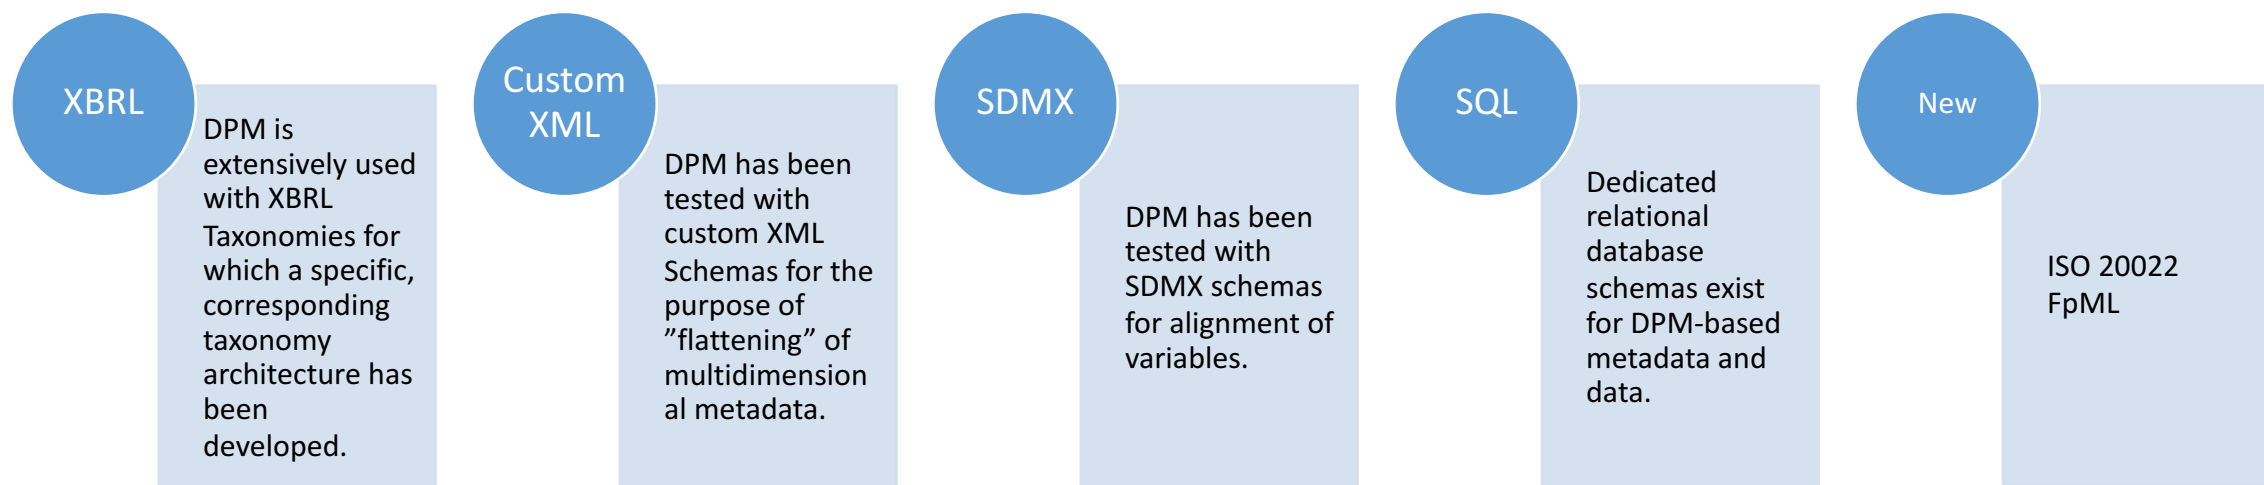 XBRL
DPM is
extensively used
with XBRL
Taxonomies for
which a specific,
corresponding
taxonomy
architecture has
been
developed.
Custom
XML
DPM has been
tested with
custom XML
Schemas for the
purpose of
”flattening” of
multidimension
al metadata.
SDMX
DPM has been
tested with
SDMX schemas
for alignment of
variables.
SQL
Dedicated
relational
database
schemas exist
for DPM-based
metadata and
data.
New
ISO 20022
FpML